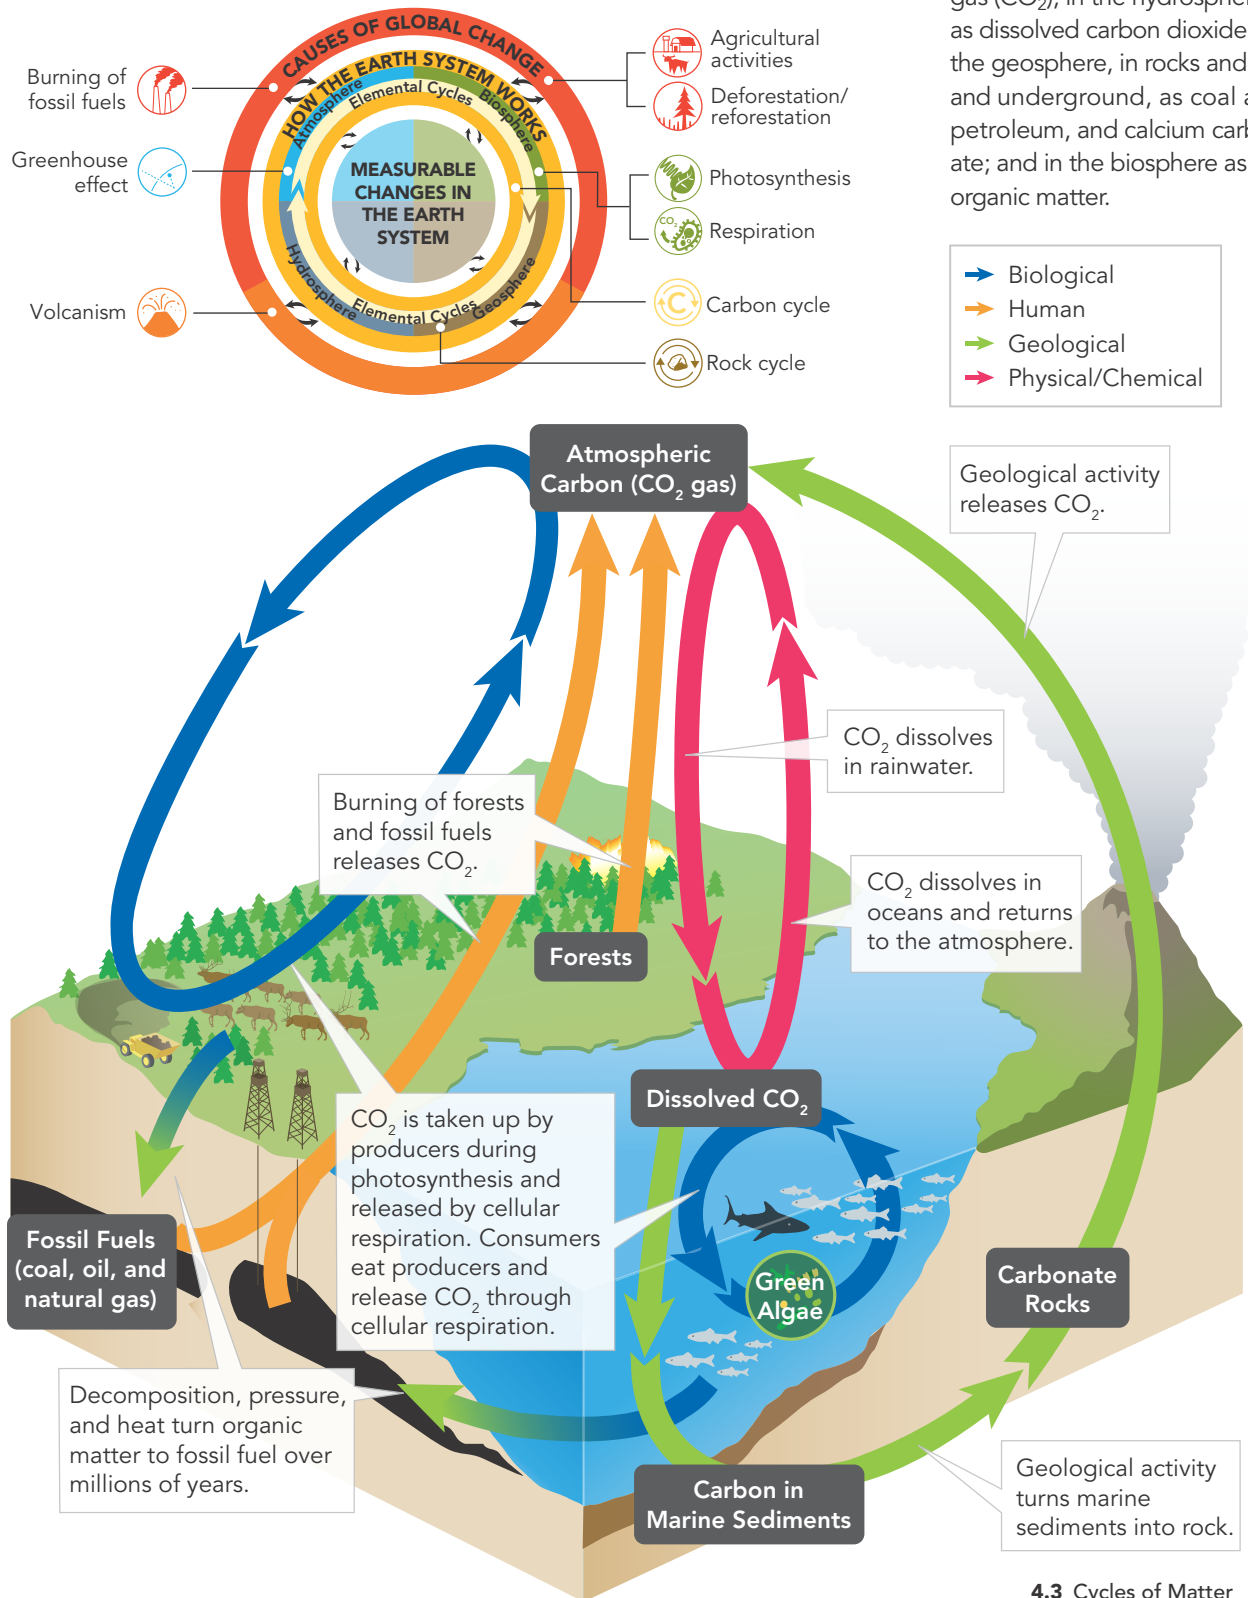 gas (CO₂); in the hydrosphere
as dissolved carbon dioxide
the geosphere, in rocks and
and underground, as coal
petroleum, and calcium carb
ate; and in the biosphere as
organic matter.
CAUSES OF GLOBAL CHANGE
HOW THE EARTH SYSTEM WORKS
Atmosphere
Elemental Cycles
Biosphere
Hydrosphere
Elemental Cycles
Geosphere
MEASURABLE
CHANGES IN
THE EARTH
SYSTEM
Burning of
fossil fuels
Greenhouse
effect
Volcanism
Agricultural
activities
Deforestation/
reforestation
Photosynthesis
CO₂
Respiration
C
Carbon cycle
Rock cycle
Biological
Human
Geological
Physical/Chemical
Atmospheric
Carbon (CO₂ gas)
Geological activity
releases CO₂.
CO₂ dissolves
in rainwater.
Burning of forests
and fossil fuels
releases CO₂.
CO₂ dissolves in
oceans and returns
to the atmosphere.
Forests
Dissolved CO₂
CO₂ is taken up by
producers during
photosynthesis and
released by cellular
respiration. Consumers
eat producers and
release CO₂ through
cellular respiration.
Fossil Fuels
(coal, oil, and
natural gas)
Green
Algae
Carbonate
Rocks
Decomposition, pressure,
and heat turn organic
matter to fossil fuel over
millions of years.
Carbon in
Marine Sediments
Geological activity
turns marine
sediments into rock.
4.3 Cycles of Matter